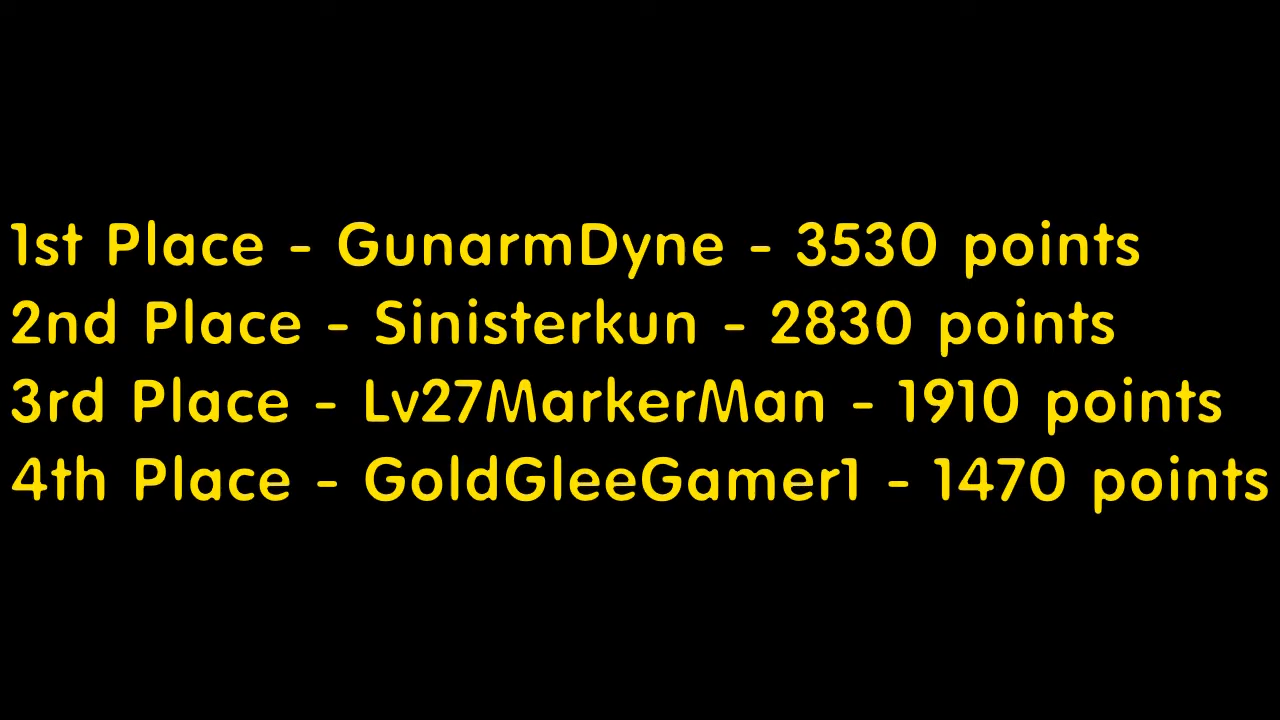 1st Place - GunarmDyne - 3530 points
2nd Place - Sinisterkun - 2830 points
3rd Place - Lv27MarkerMan - 1910 points
4th Place - GoldGleeGamer1 - 1470 points